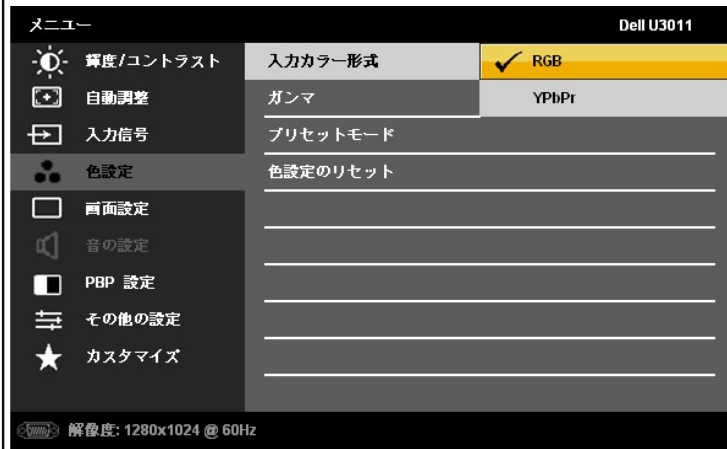 メニュー
Dell U3011
輝度/コントラスト
自動調整
入力信号
色設定
画面設定
音の設定
PBP 設定
その他の設定
カスタマイズ
入力カラー形式
ガンマ
プリセットモード
色設定のリセット
RGB
YPbPr
解像度: 1280x1024 @ 60Hz